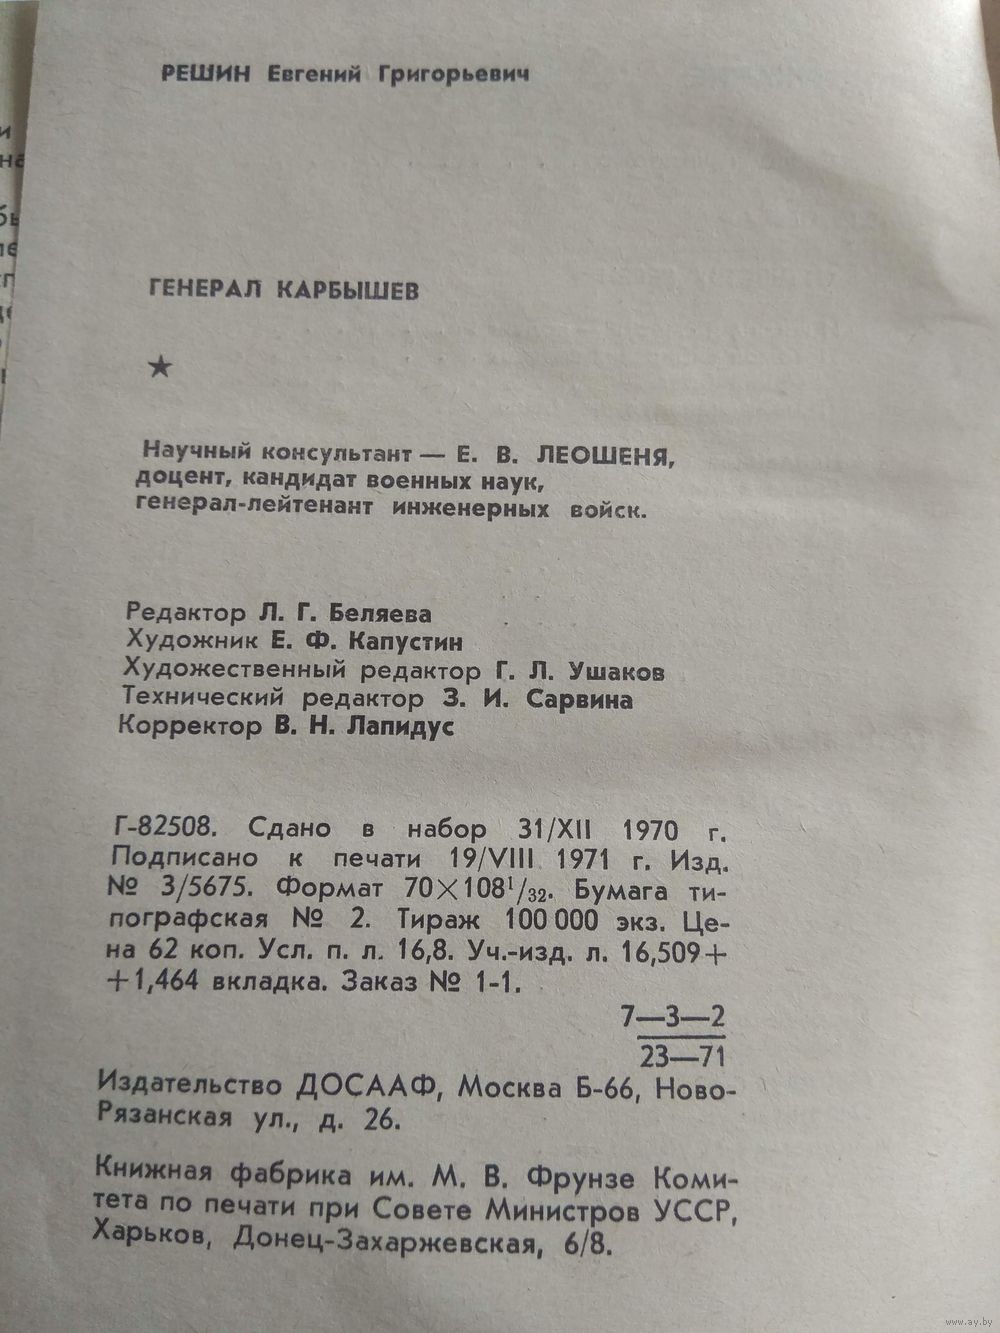 РЕШИН Евгений Григорьевич
ГЕНЕРАЛ КАРБЫШЕВ
★
Научный консультант — Е. В. ЛЕОШЕНЯ,
доцент, кандидат военных наук,
генерал-лейтенант инженерных войск.
Редактор Л. Г. Беляева
Художник Е. Ф. Капустин
Художественный редактор Г. Л. Ушаков
Технический редактор З. И. Сарвина
Корректор В. Н. Лапидус
Г-82508. Сдано в набор 31/XII 1970 г.
Подписано к печати 19/VIII 1971 г. Изд.
№ 3/5675. Формат 70×108¹/₃₂. Бумага ти-
пографская № 2. Тираж 100 000 экз. Це-
на 62 коп. Усл. п. л. 16,8. Уч.-изд. л. 16,509+
+1,464 вкладка. Заказ № 1-1.
7—3—2
23—71
Издательство ДОСААФ, Москва Б-66, Ново-
Рязанская ул., д. 26.
Книжная фабрика им. М. В. Фрунзе Коми-
тета по печати при Совете Министров УССР,
Харьков, Донец-Захаржевская, 6/8.
www.ay.by